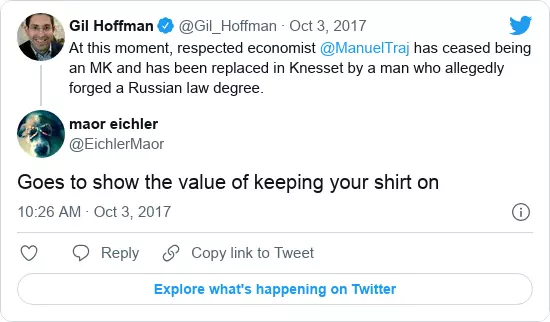 Gil Hoffman @Gil_Hoffman · Oct 3, 2017
At this moment, respected economist @ManuelTraj has ceased being
an MK and has been replaced in Knesset by a man who allegedly
forged a Russian law degree.
maor eichler
@EichlerMaor
Goes to show the value of keeping your shirt on
10:26 AM · Oct 3, 2017
Reply Copy link to Tweet
Explore what's happening on Twitter